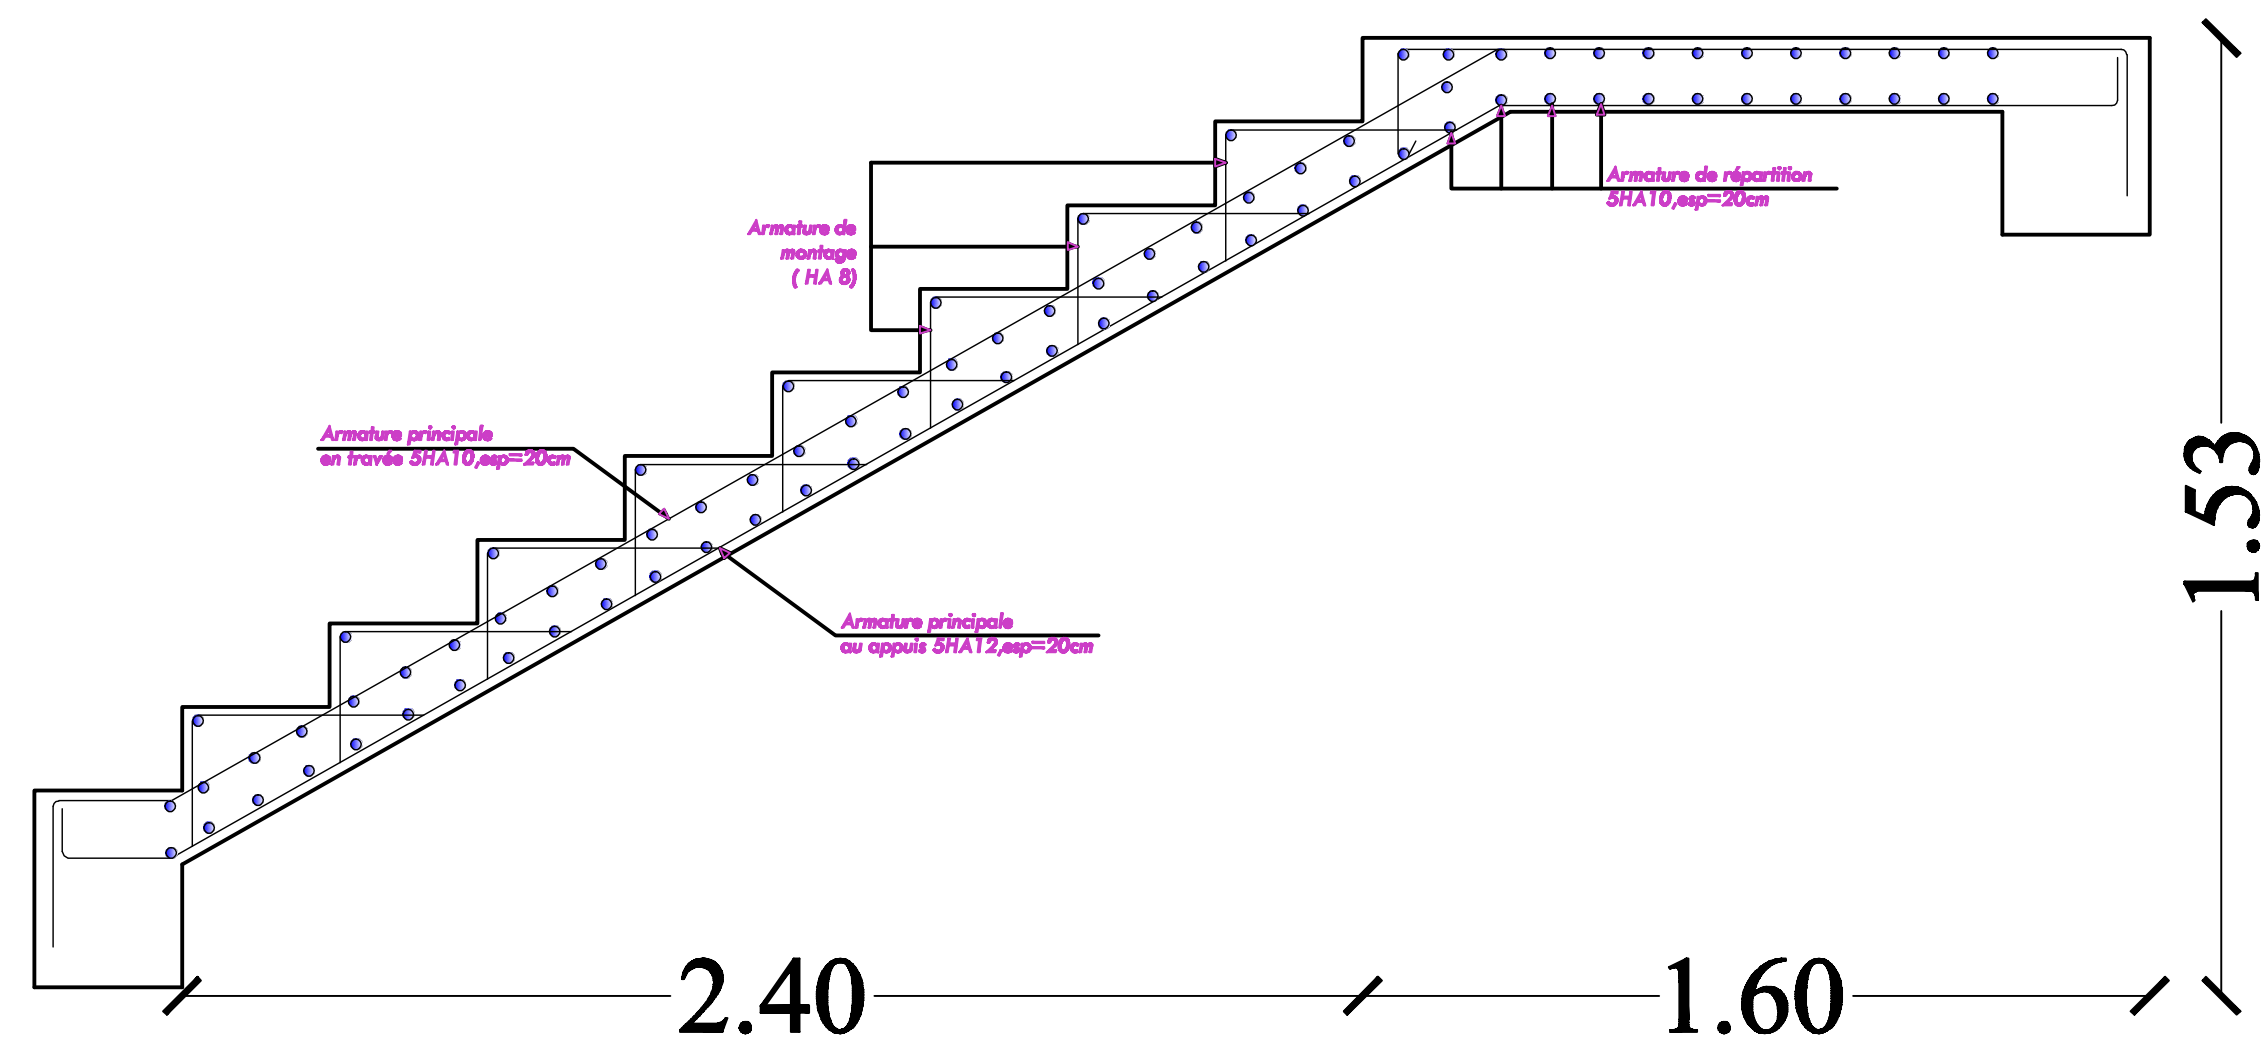 Armature de répartition
5HA10,esp=20cm
Armature de
montage
( HA 8)
Armature principale
en travée 5HA10,esp=20cm
1.53
Armature principale
au appuis 5HA12,esp=20cm
2.40
1.60